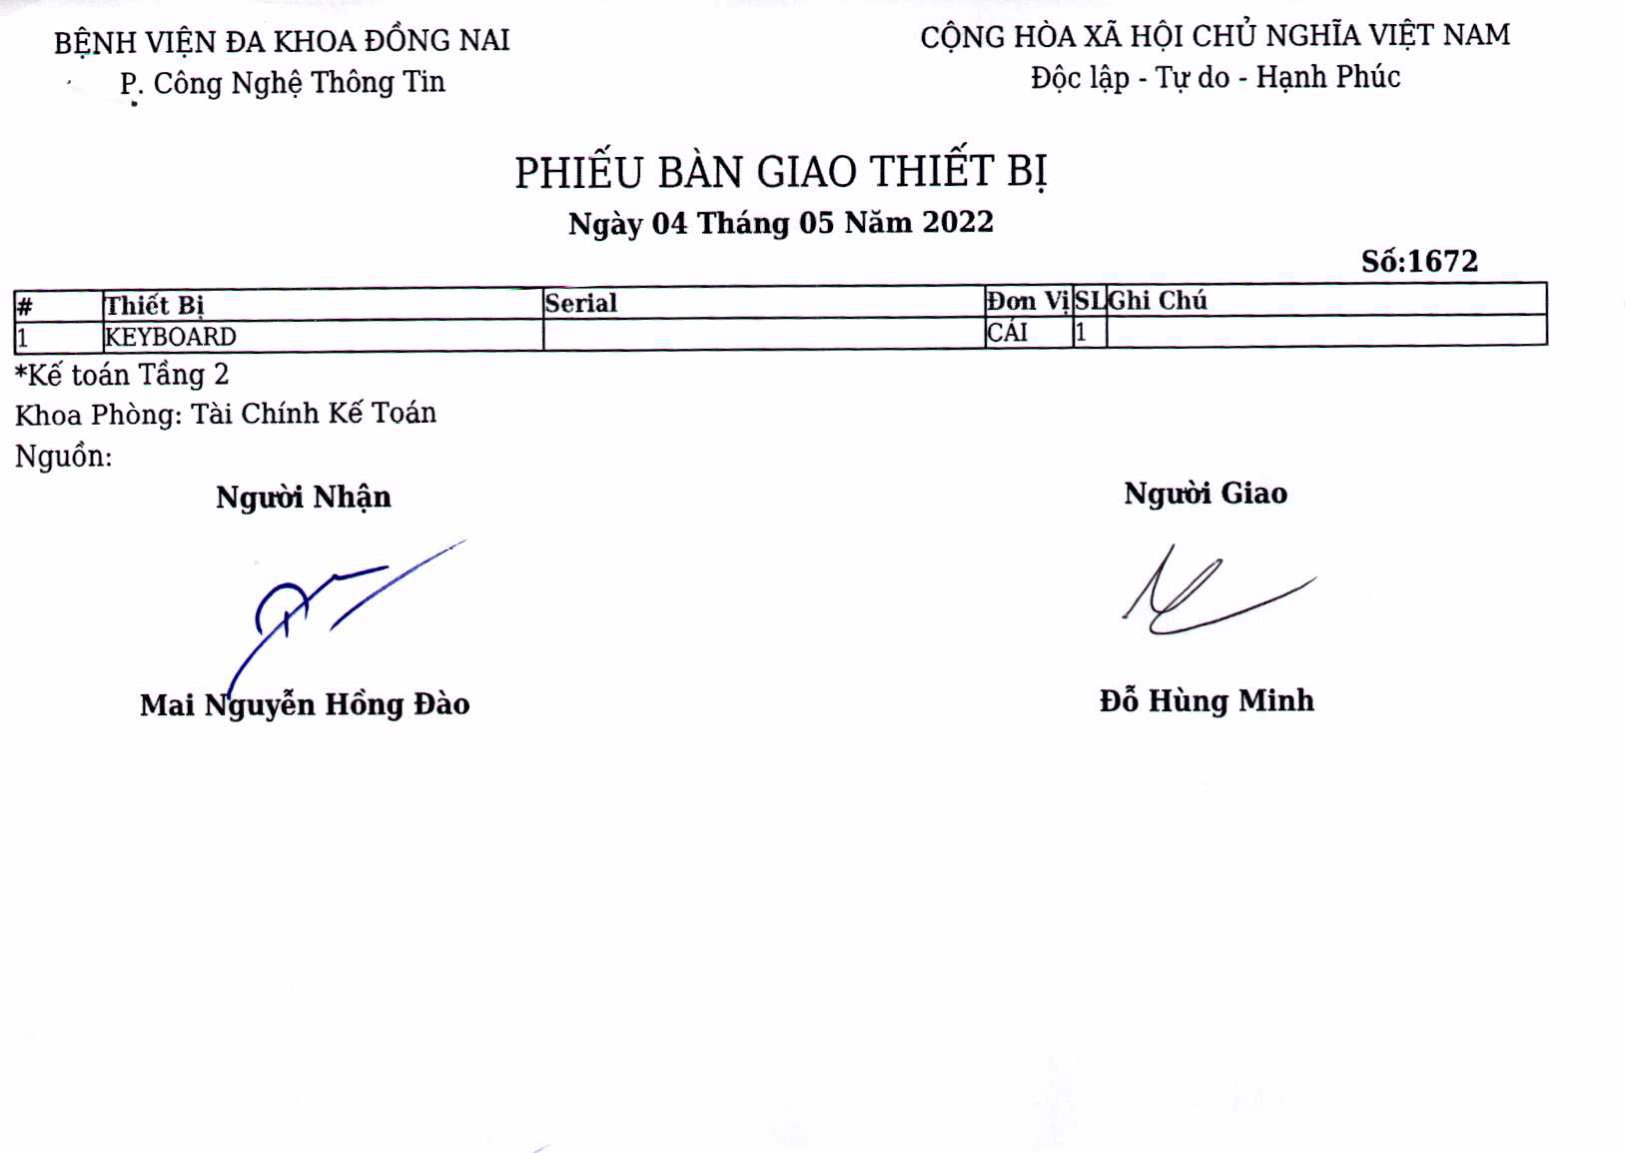 BỆNH VIỆN ĐA KHOA ĐỒNG NAI
P. Công Nghệ Thông Tin
CỘNG HÒA XÃ HỘI CHỦ NGHĨA VIỆT NAM
Độc lập - Tự do - Hạnh Phúc
PHIẾU BÀN GIAO THIẾT BỊ
Ngày 04 Tháng 05 Năm 2022
Số:1672
# Thiết Bị Serial Đơn Vị SL Ghi Chú
1 KEYBOARD CÁI 1
*Kế toán Tầng 2
Khoa Phòng: Tài Chính Kế Toán
Nguồn:
Người Nhận Người Giao
Mai Nguyễn Hồng Đào Đỗ Hùng Minh